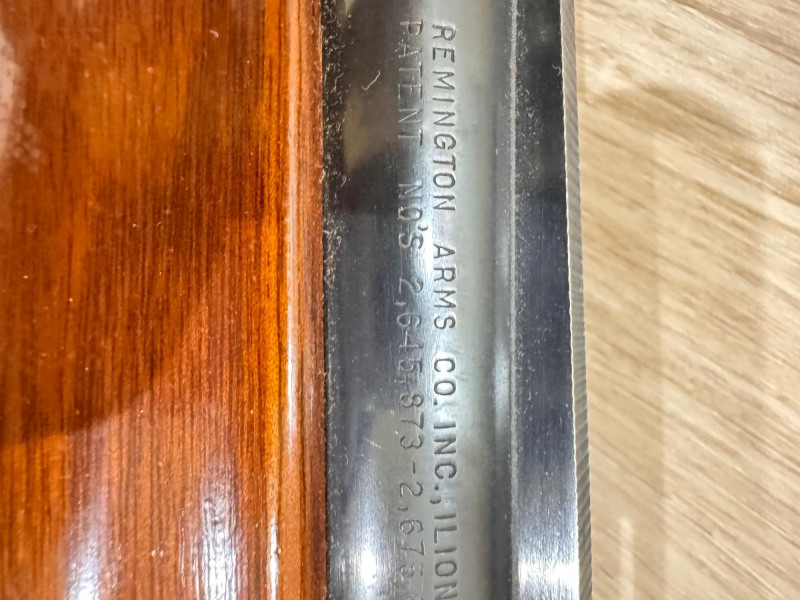 REMINGTON ARMS CO. INC., ILION
PATENT NO'S 2,645,873-2,675,